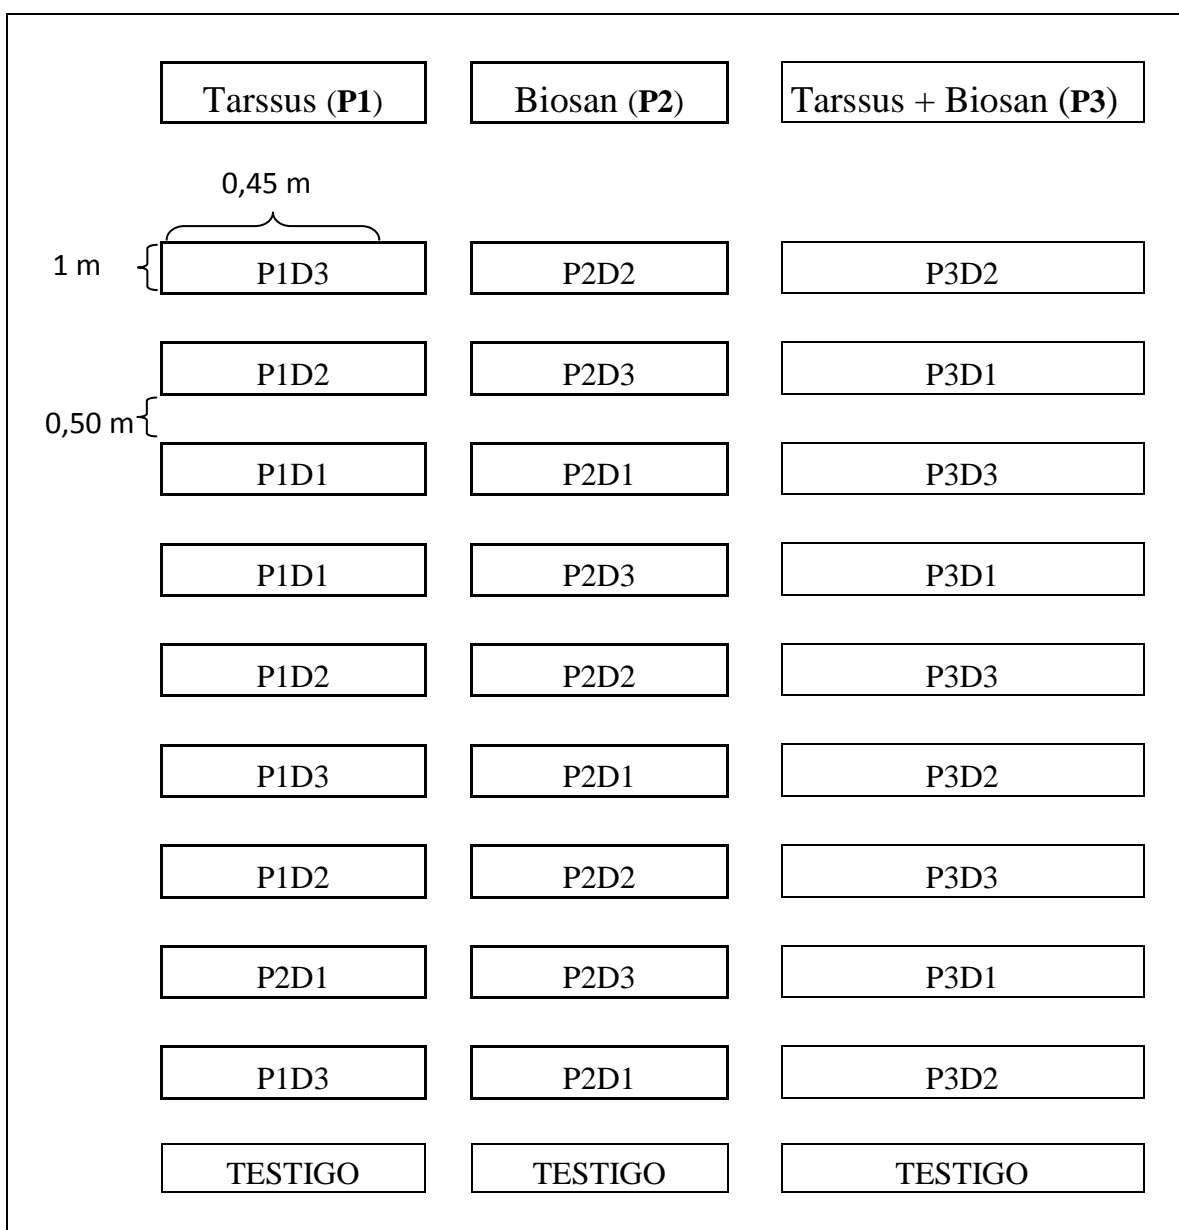 Tarssus (P1) Biosan (P2) Tarssus + Biosan (P3)
0,45 m
1 m P1D3 P2D2 P3D2
P1D2 P2D3 P3D1
0,50 m
P1D1 P2D1 P3D3
P1D1 P2D3 P3D1
P1D2 P2D2 P3D3
P1D3 P2D1 P3D2
P1D2 P2D2 P3D3
P2D1 P2D3 P3D1
P1D3 P2D1 P3D2
TESTIGO TESTIGO TESTIGO